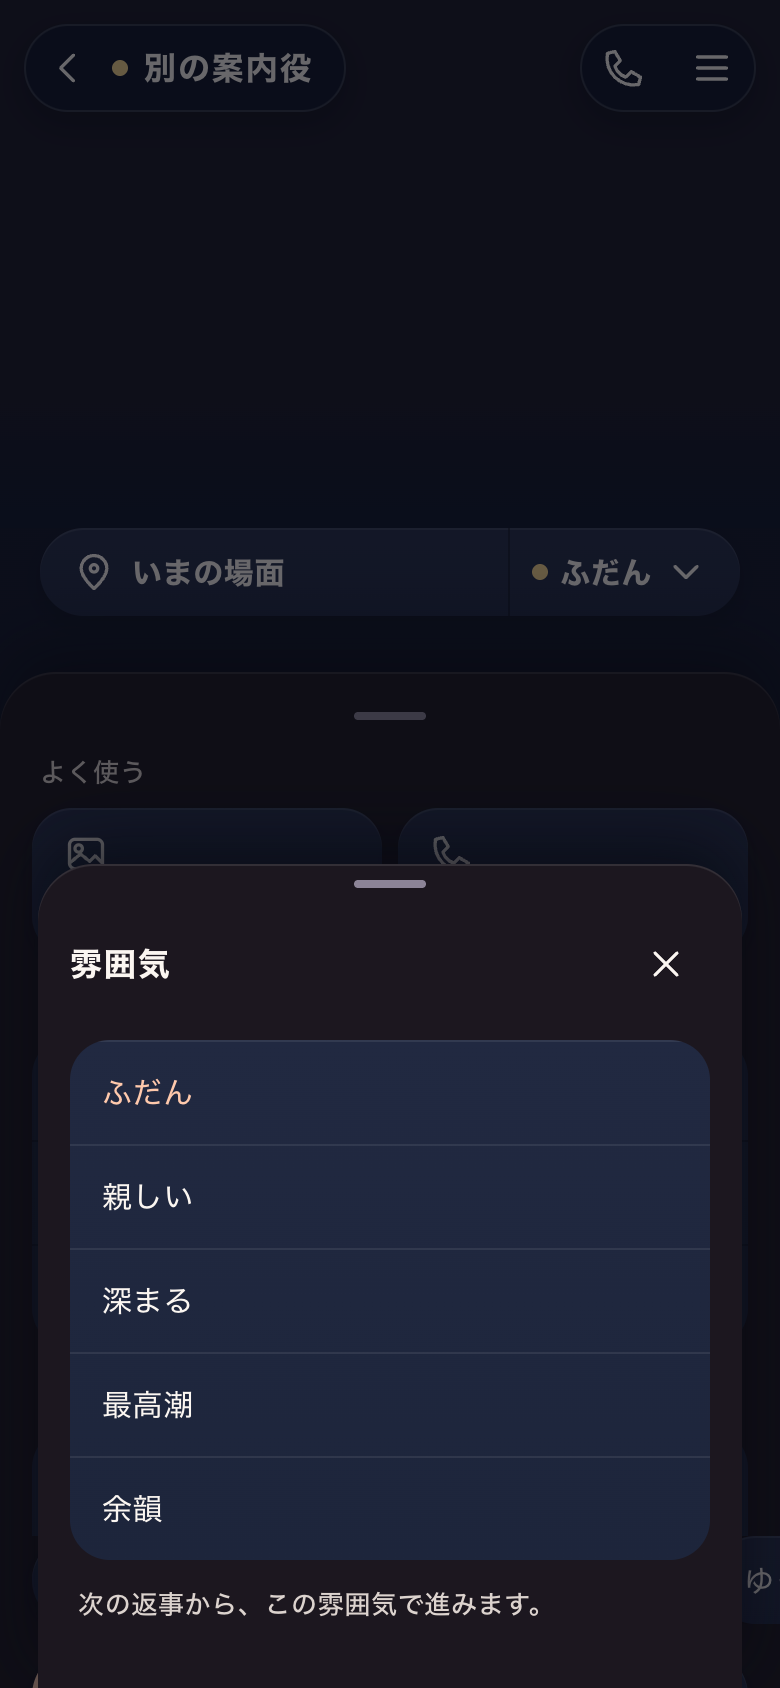 別の案内役
いまの場面
ふだん
よく使う
雰囲気
ふだん
親しい
深まる
最高潮
余韻
次の返事から、この雰囲気で進みます。
ゆ